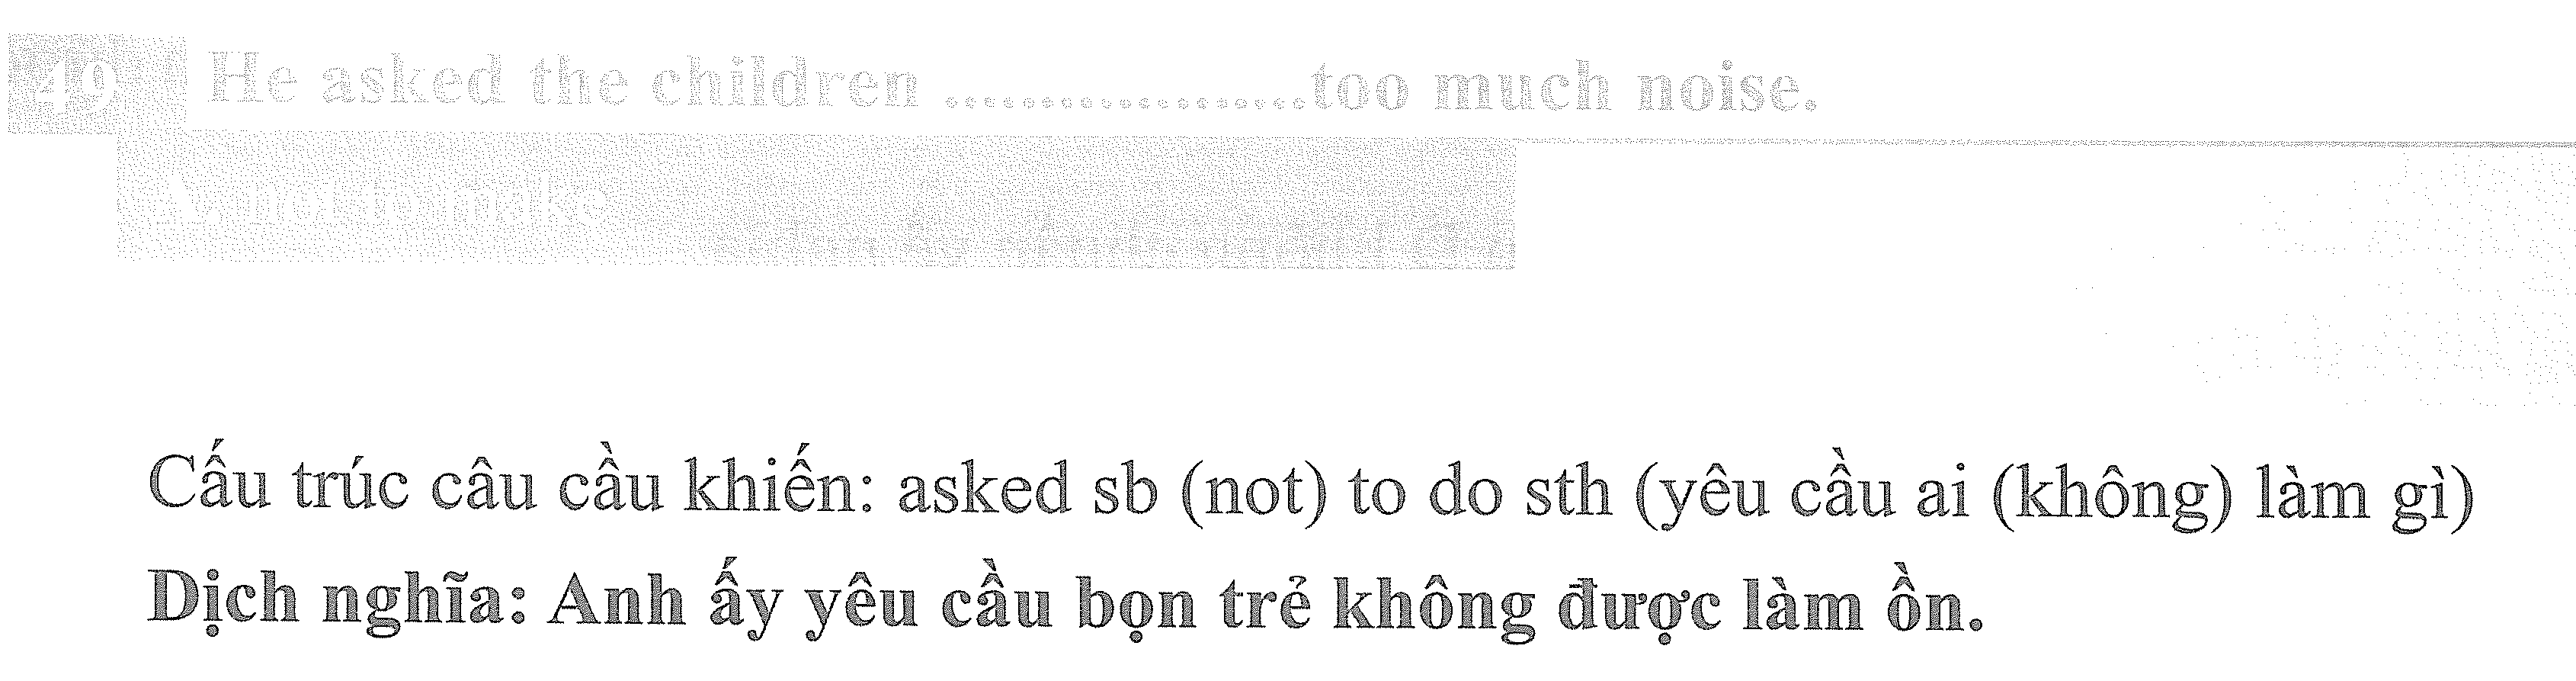 49 He asked the children ...................too much noise.
A. not to make
Cấu trúc câu cầu khiến: asked sb (not) to do sth (yêu cầu ai (không) làm gì)
Dịch nghĩa: Anh ấy yêu cầu bọn trẻ không được làm ồn.